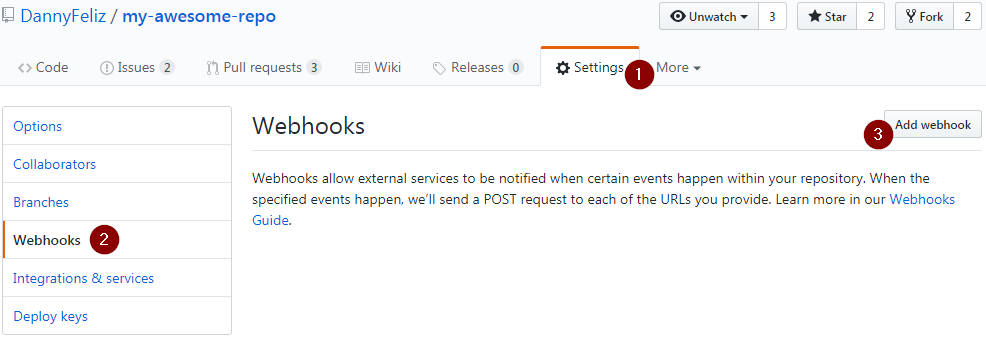 DannyFeliz / my-awesome-repo
Unwatch 3 Star 2 Fork 2
Code Issues 2 Pull requests 3 Wiki Releases 0 Settings 1 More
Options
Collaborators
Branches
Webhooks 2
Integrations & services
Deploy keys
Webhooks
3 Add webhook
Webhooks allow external services to be notified when certain events happen within your repository. When the
specified events happen, we’ll send a POST request to each of the URLs you provide. Learn more in our Webhooks
Guide.